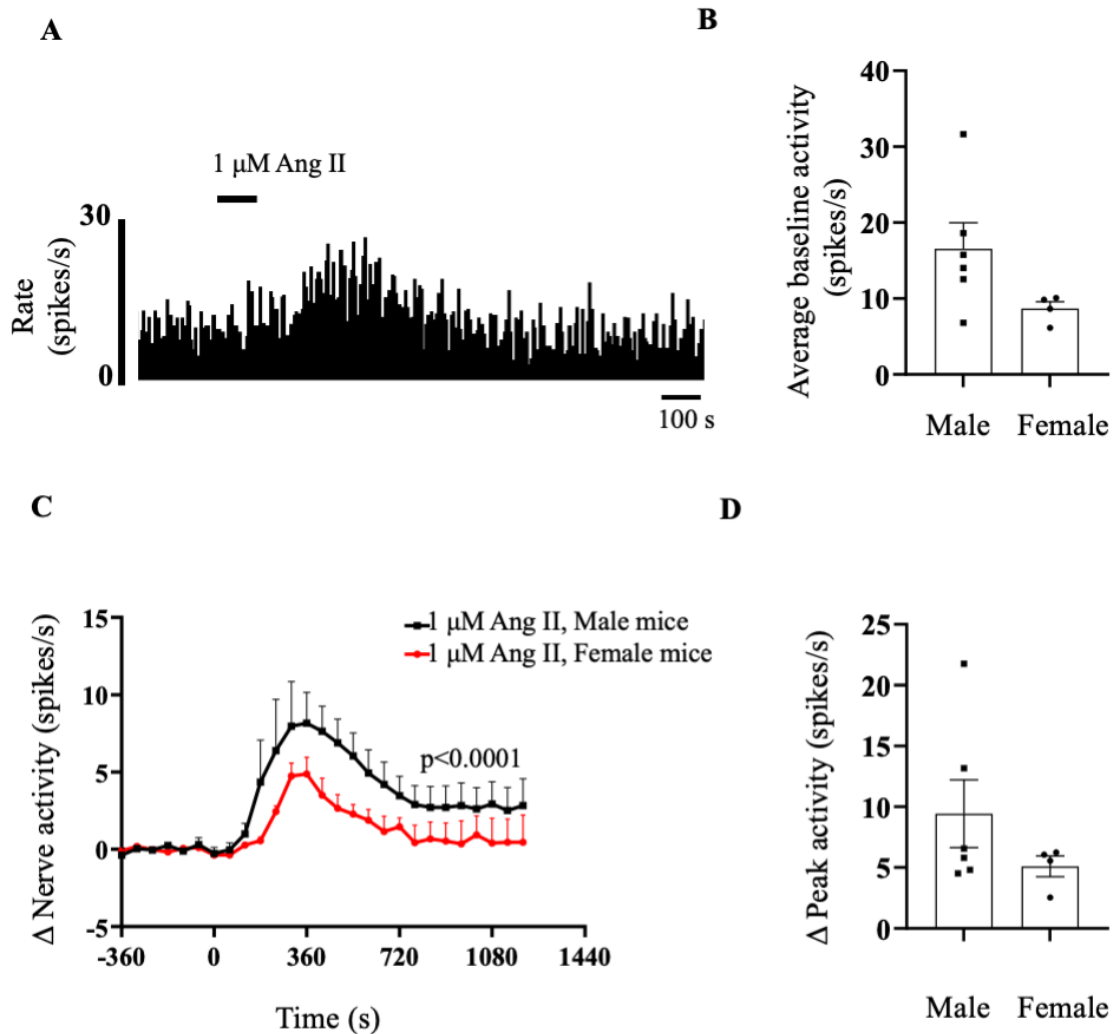 A
1 μM Ang II
30
Rate
(spikes/s)
0
100 s
B
Average baseline activity
(spikes/s)
40
30
20
10
0
Male Female
C
Δ Nerve activity (spikes/s)
15
10
5
0
-5
1 μM Ang II, Male mice
1 μM Ang II, Female mice
p<0.0001
-360 0 360 720 1080 1440
Time (s)
D
Δ Peak activity (spikes/s)
25
20
15
10
5
0
Male Female